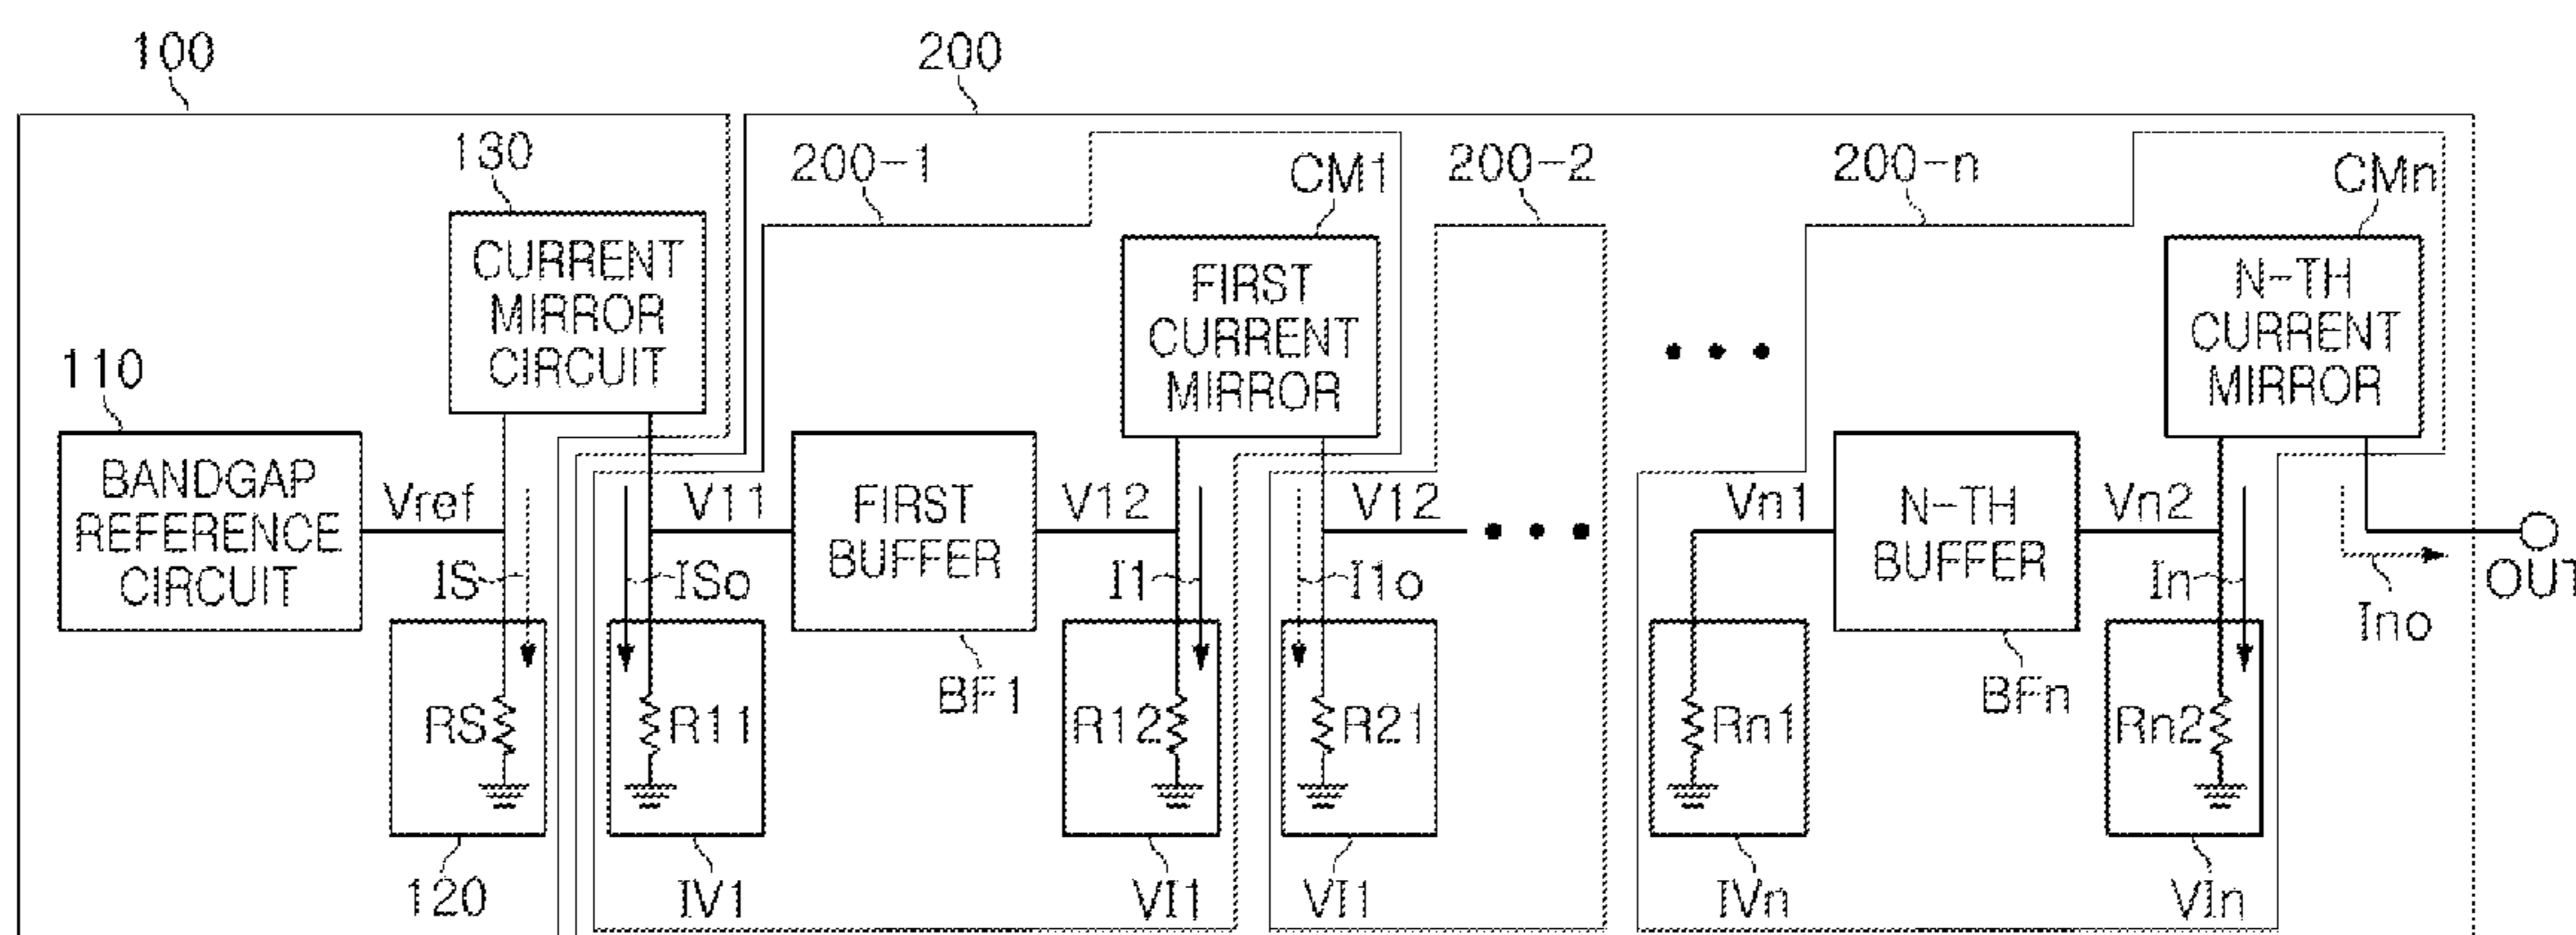 100
200
130
200-1
CM1
200-2
200-n
CMn
CURRENT
MIRROR
CIRCUIT
FIRST
CURRENT
MIRROR
N-TH
CURRENT
MIRROR
110
BANDGAP
REFERENCE
CIRCUIT
Vref
V11
FIRST
BUFFER
V12
V12
Vn1
N-TH
BUFFER
Vn2
IS
ISo
I1
I1o
In
Ino
OUT
BF1
BFn
RS
R11
R12
R21
Rn1
Rn2
120
IV1
VI1
VI1
IVn
VIn